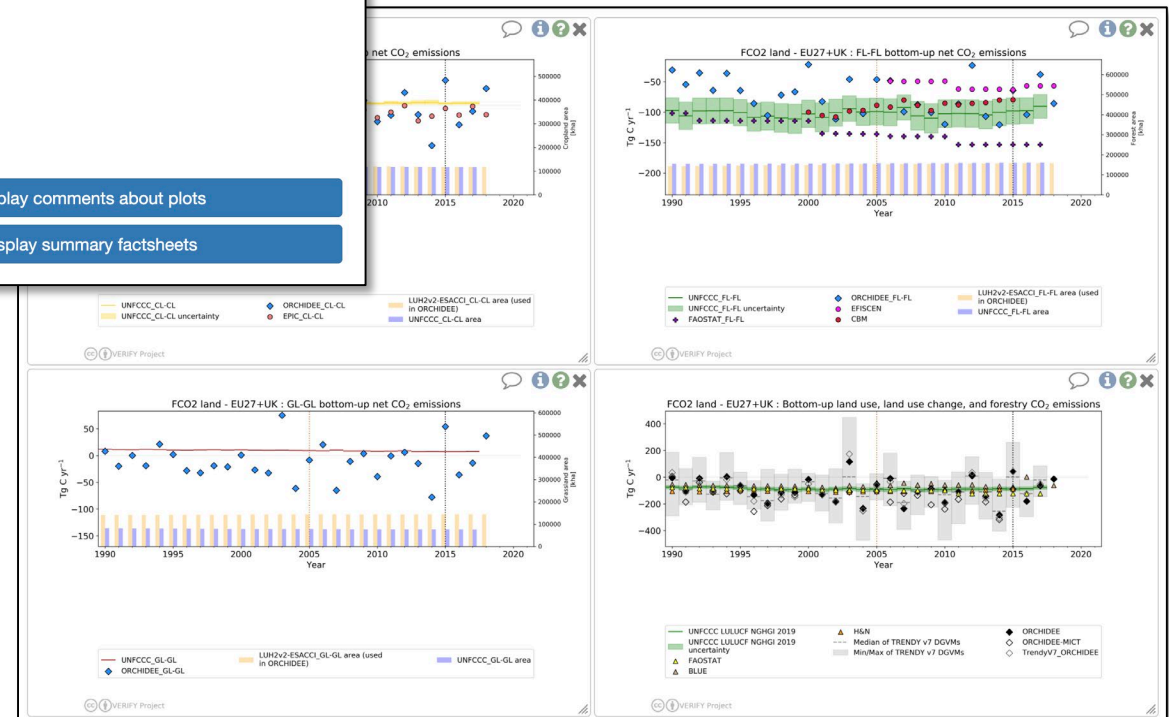 play comments about plots
splay summary factsheets
net CO₂ emissions
500000
400000
300000
200000
100000
0
Cropland area
[kha]
2010
2015
2020
UNFCCC_CL-CL
UNFCCC_CL-CL uncertainty
ORCHIDEE_CL-CL
EPIC_CL-CL
LUH2v2-ESACCI_CL-CL area (used
in ORCHIDEE)
UNFCCC_CL-CL area
VERIFY Project
FCO2 land - EU27+UK : FL-FL bottom-up net CO₂ emissions
−50
−100
−150
−200
Tg C yr⁻¹
600000
500000
400000
300000
200000
100000
0
Forest area
[kha]
1990
1995
2000
2005
2010
2015
2020
Year
UNFCCC_FL-FL
UNFCCC_FL-FL uncertainty
FAOSTAT_FL-FL
ORCHIDEE_FL-FL
EFISCEN
CBM
LUH2v2-ESACCI_FL-FL area (used
in ORCHIDEE)
UNFCCC_FL-FL area
VERIFY Project
FCO2 land - EU27+UK : GL-GL bottom-up net CO₂ emissions
50
0
−50
−100
−150
Tg C yr⁻¹
600000
500000
400000
300000
200000
100000
0
Grassland area
[kha]
1990
1995
2000
2005
2010
2015
2020
Year
UNFCCC_GL-GL
ORCHIDEE_GL-GL
LUH2v2-ESACCI_GL-GL area (used
in ORCHIDEE)
UNFCCC_GL-GL area
VERIFY Project
FCO2 land - EU27+UK : Bottom-up land use, land use change, and forestry CO₂ emissions
400
200
0
−200
−400
Tg C yr⁻¹
1990
1995
2000
2005
2010
2015
2020
Year
UNFCCC LULUCF NGHGI 2019
UNFCCC LULUCF NGHGI 2019
uncertainty
FAOSTAT
BLUE
H&N
Median of TRENDY v7 DGVMs
Min/Max of TRENDY v7 DGVMs
ORCHIDEE
ORCHIDEE-MICT
TrendyV7_ORCHIDEE
VERIFY Project